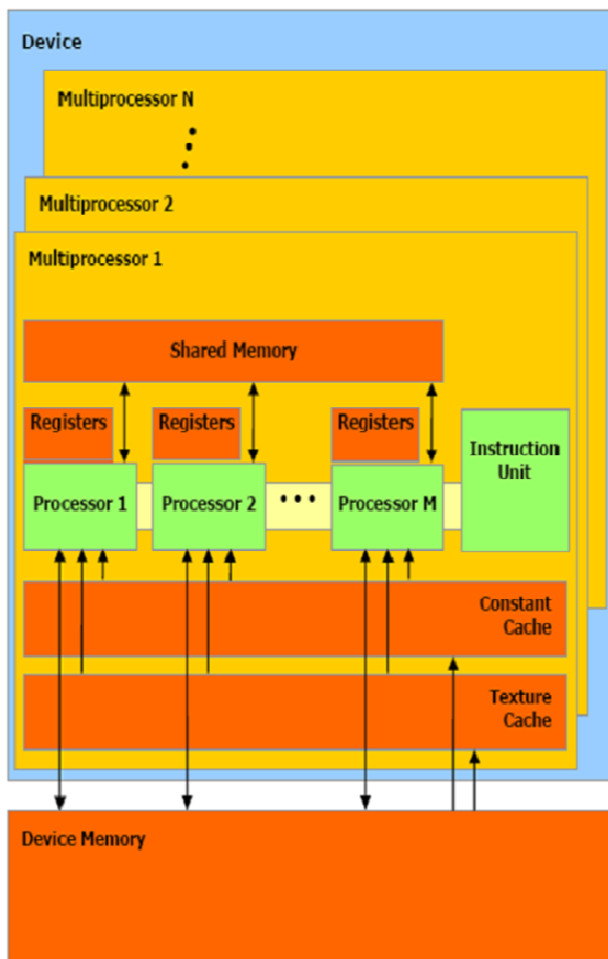 Device
Multiprocessor N
Multiprocessor 2
Multiprocessor 1
Shared Memory
Registers
Registers
Registers
Instruction
Unit
Processor 1
Processor 2
Processor M
Constant
Cache
Texture
Cache
Device Memory